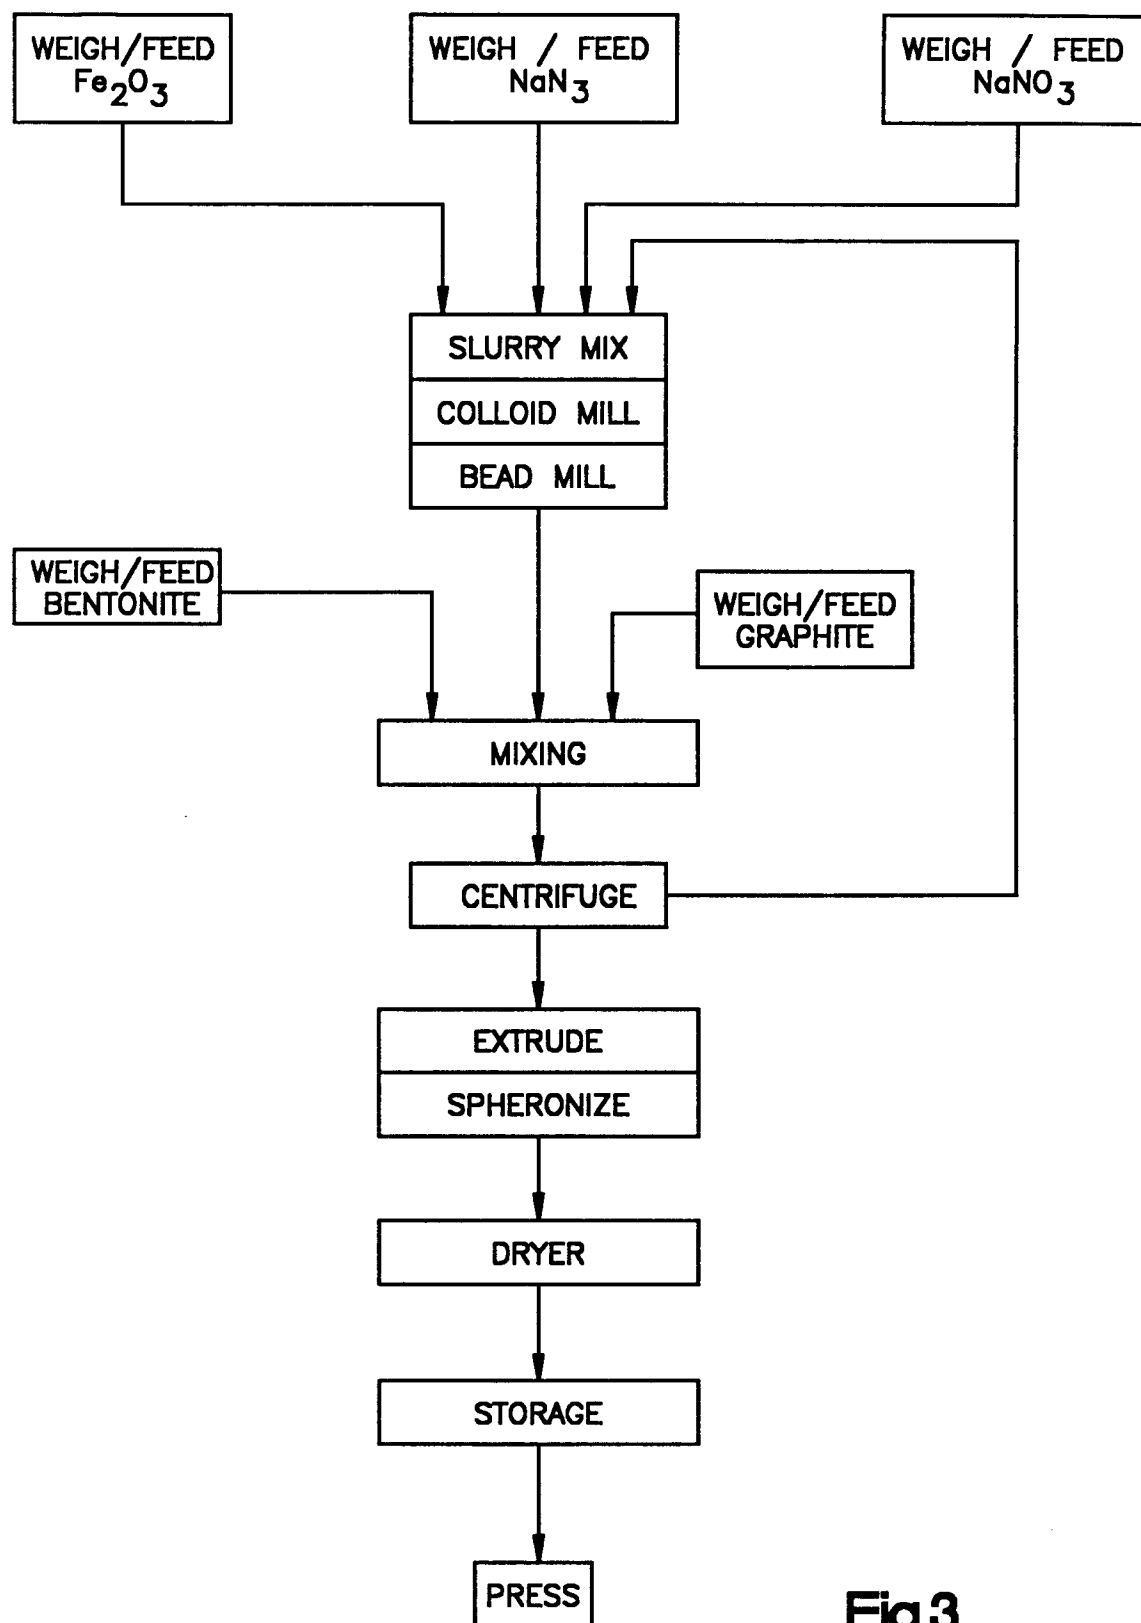 WEIGH/FEED
Fe₂O₃
WEIGH / FEED
NaN₃
WEIGH / FEED
NaNO₃
SLURRY MIX
COLLOID MILL
BEAD MILL
WEIGH/FEED
BENTONITE
WEIGH/FEED
GRAPHITE
MIXING
CENTRIFUGE
EXTRUDE
SPHERONIZE
DRYER
STORAGE
PRESS
Fig.3